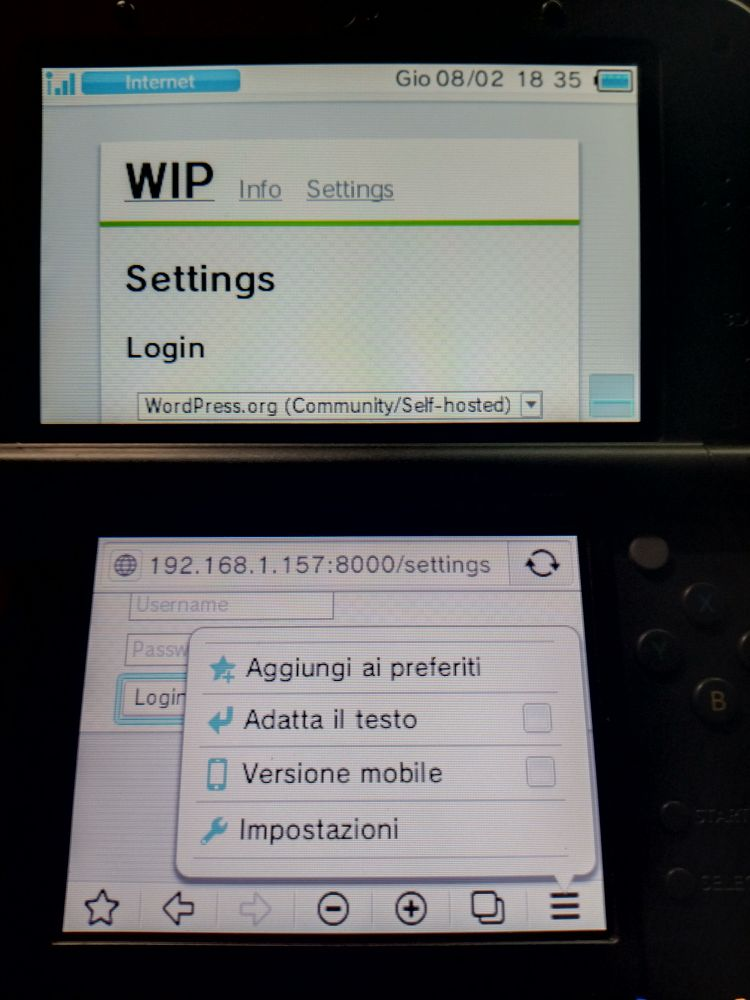 Internet Gio 08/02 18 35
WIP Info Settings
Settings
Login
WordPress.org (Community/Self-hosted)
192.168.1.157:8000/settings
Username
Passw
Login
Aggiungi ai preferiti
Adatta il testo
Versione mobile
Impostazioni
X
Y
B
START
SELECT